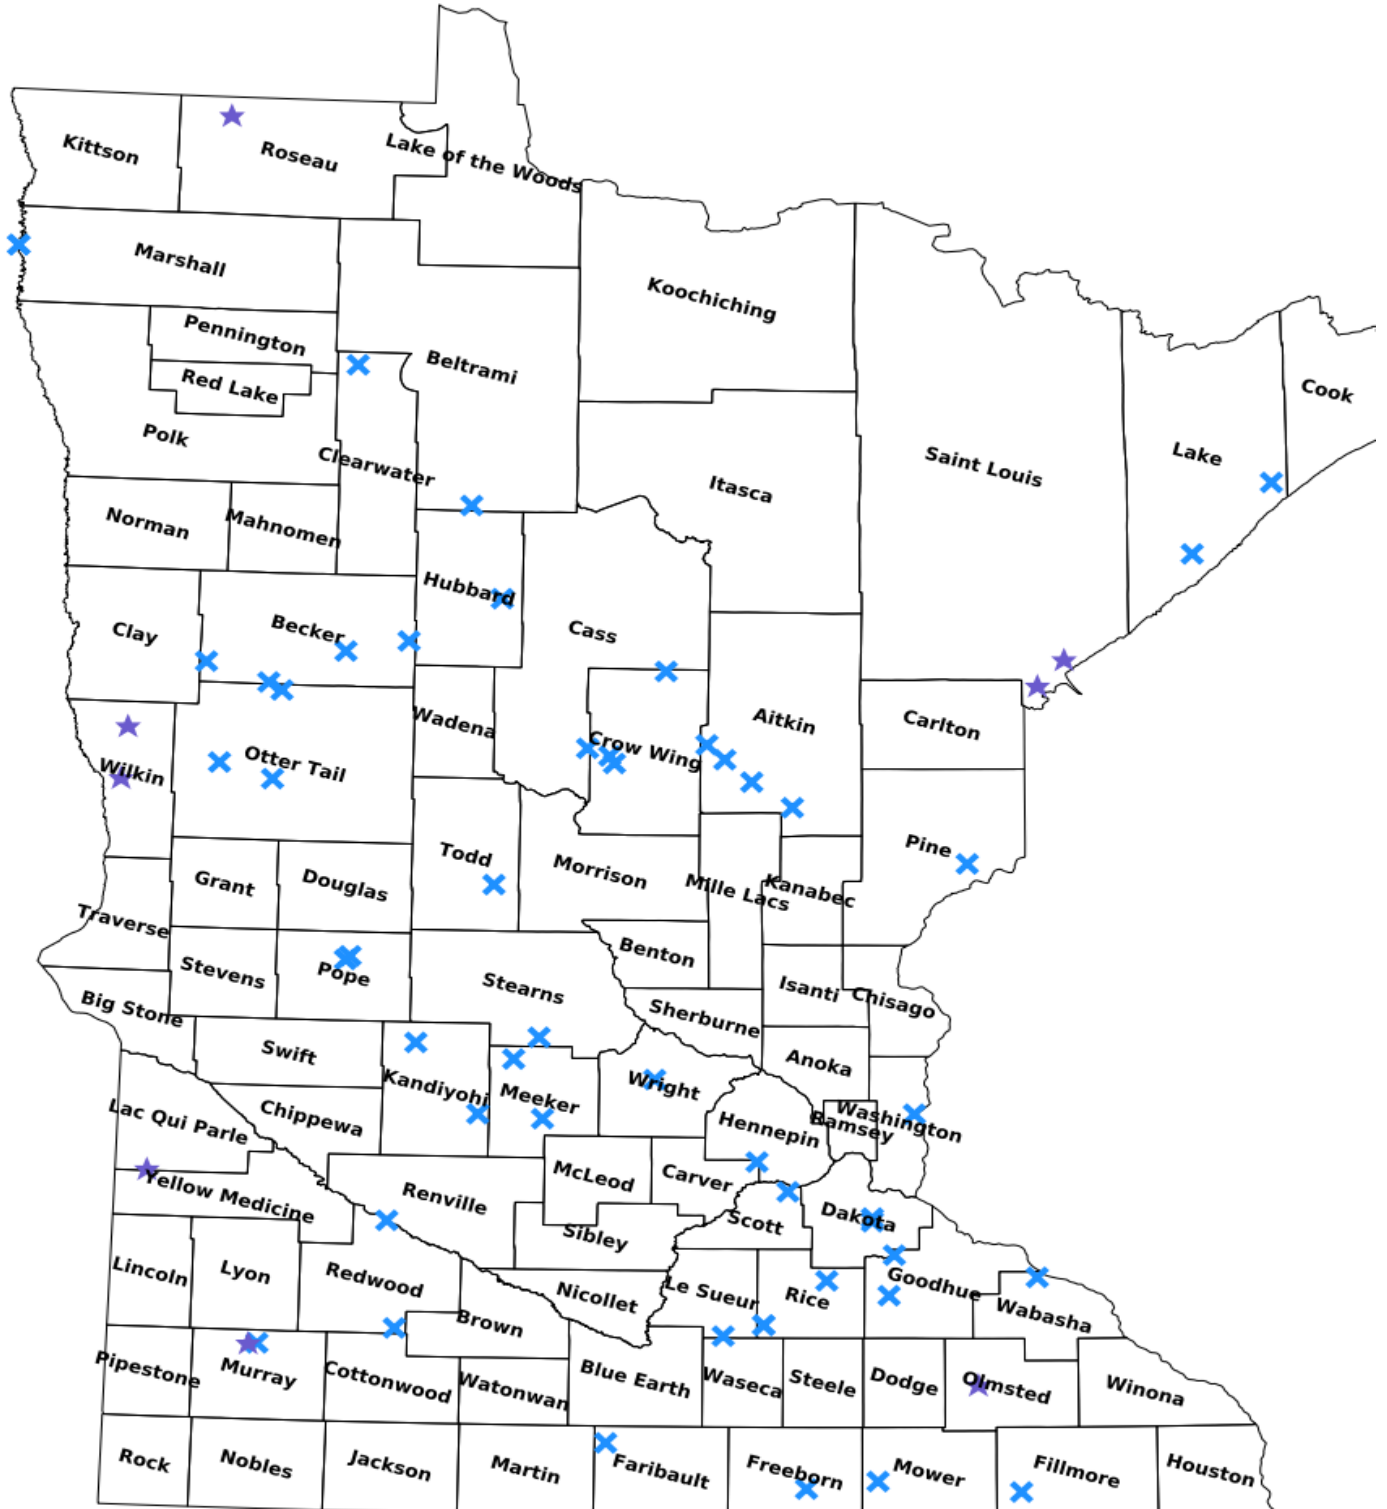 Kittson
Roseau
Lake of the Woods
Marshall
Koochiching
Pennington
Beltrami
Red Lake
Cook
Polk
Lake
Clearwater
Saint Louis
Itasca
Norman
Mahnomen
Hubbard
Clay
Becker
Cass
Wadena
Aitkin
Carlton
Crow Wing
Otter Tail
Wilkin
Todd
Pine
Morrison
Grant
Douglas
Mille Lacs
Kanabec
Traverse
Benton
Stevens
Pope
Stearns
Isanti
Chisago
Big Stone
Sherburne
Swift
Anoka
Kandiyohi
Wright
Meeker
Chippewa
Lac Qui Parle
Washington
Ramsey
Hennepin
McLeod
Carver
Yellow Medicine
Renville
Dakota
Scott
Sibley
Lincoln
Lyon
Redwood
Goodhue
Le Sueur
Nicollet
Rice
Wabasha
Brown
Pipestone
Murray
Cottonwood
Blue Earth
Waseca
Steele
Dodge
Olmsted
Winona
Watonwan
Rock
Nobles
Jackson
Martin
Faribault
Freeborn
Mower
Fillmore
Houston